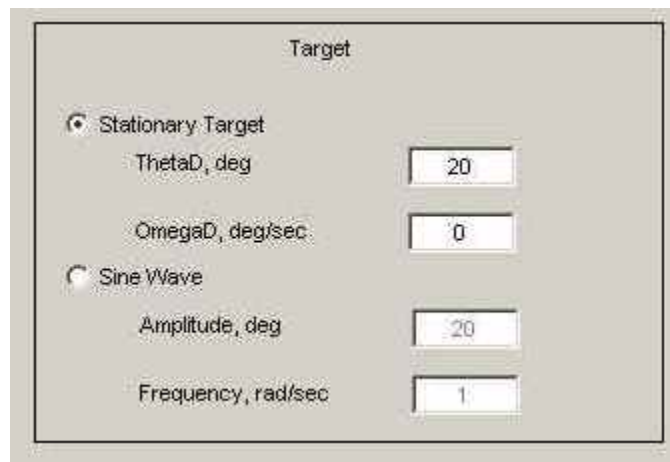 Target
Stationary Target
ThetaD, deg 20
OmegaD, deg/sec 0
Sine Wave
Amplitude, deg 20
Frequency, rad/sec 1